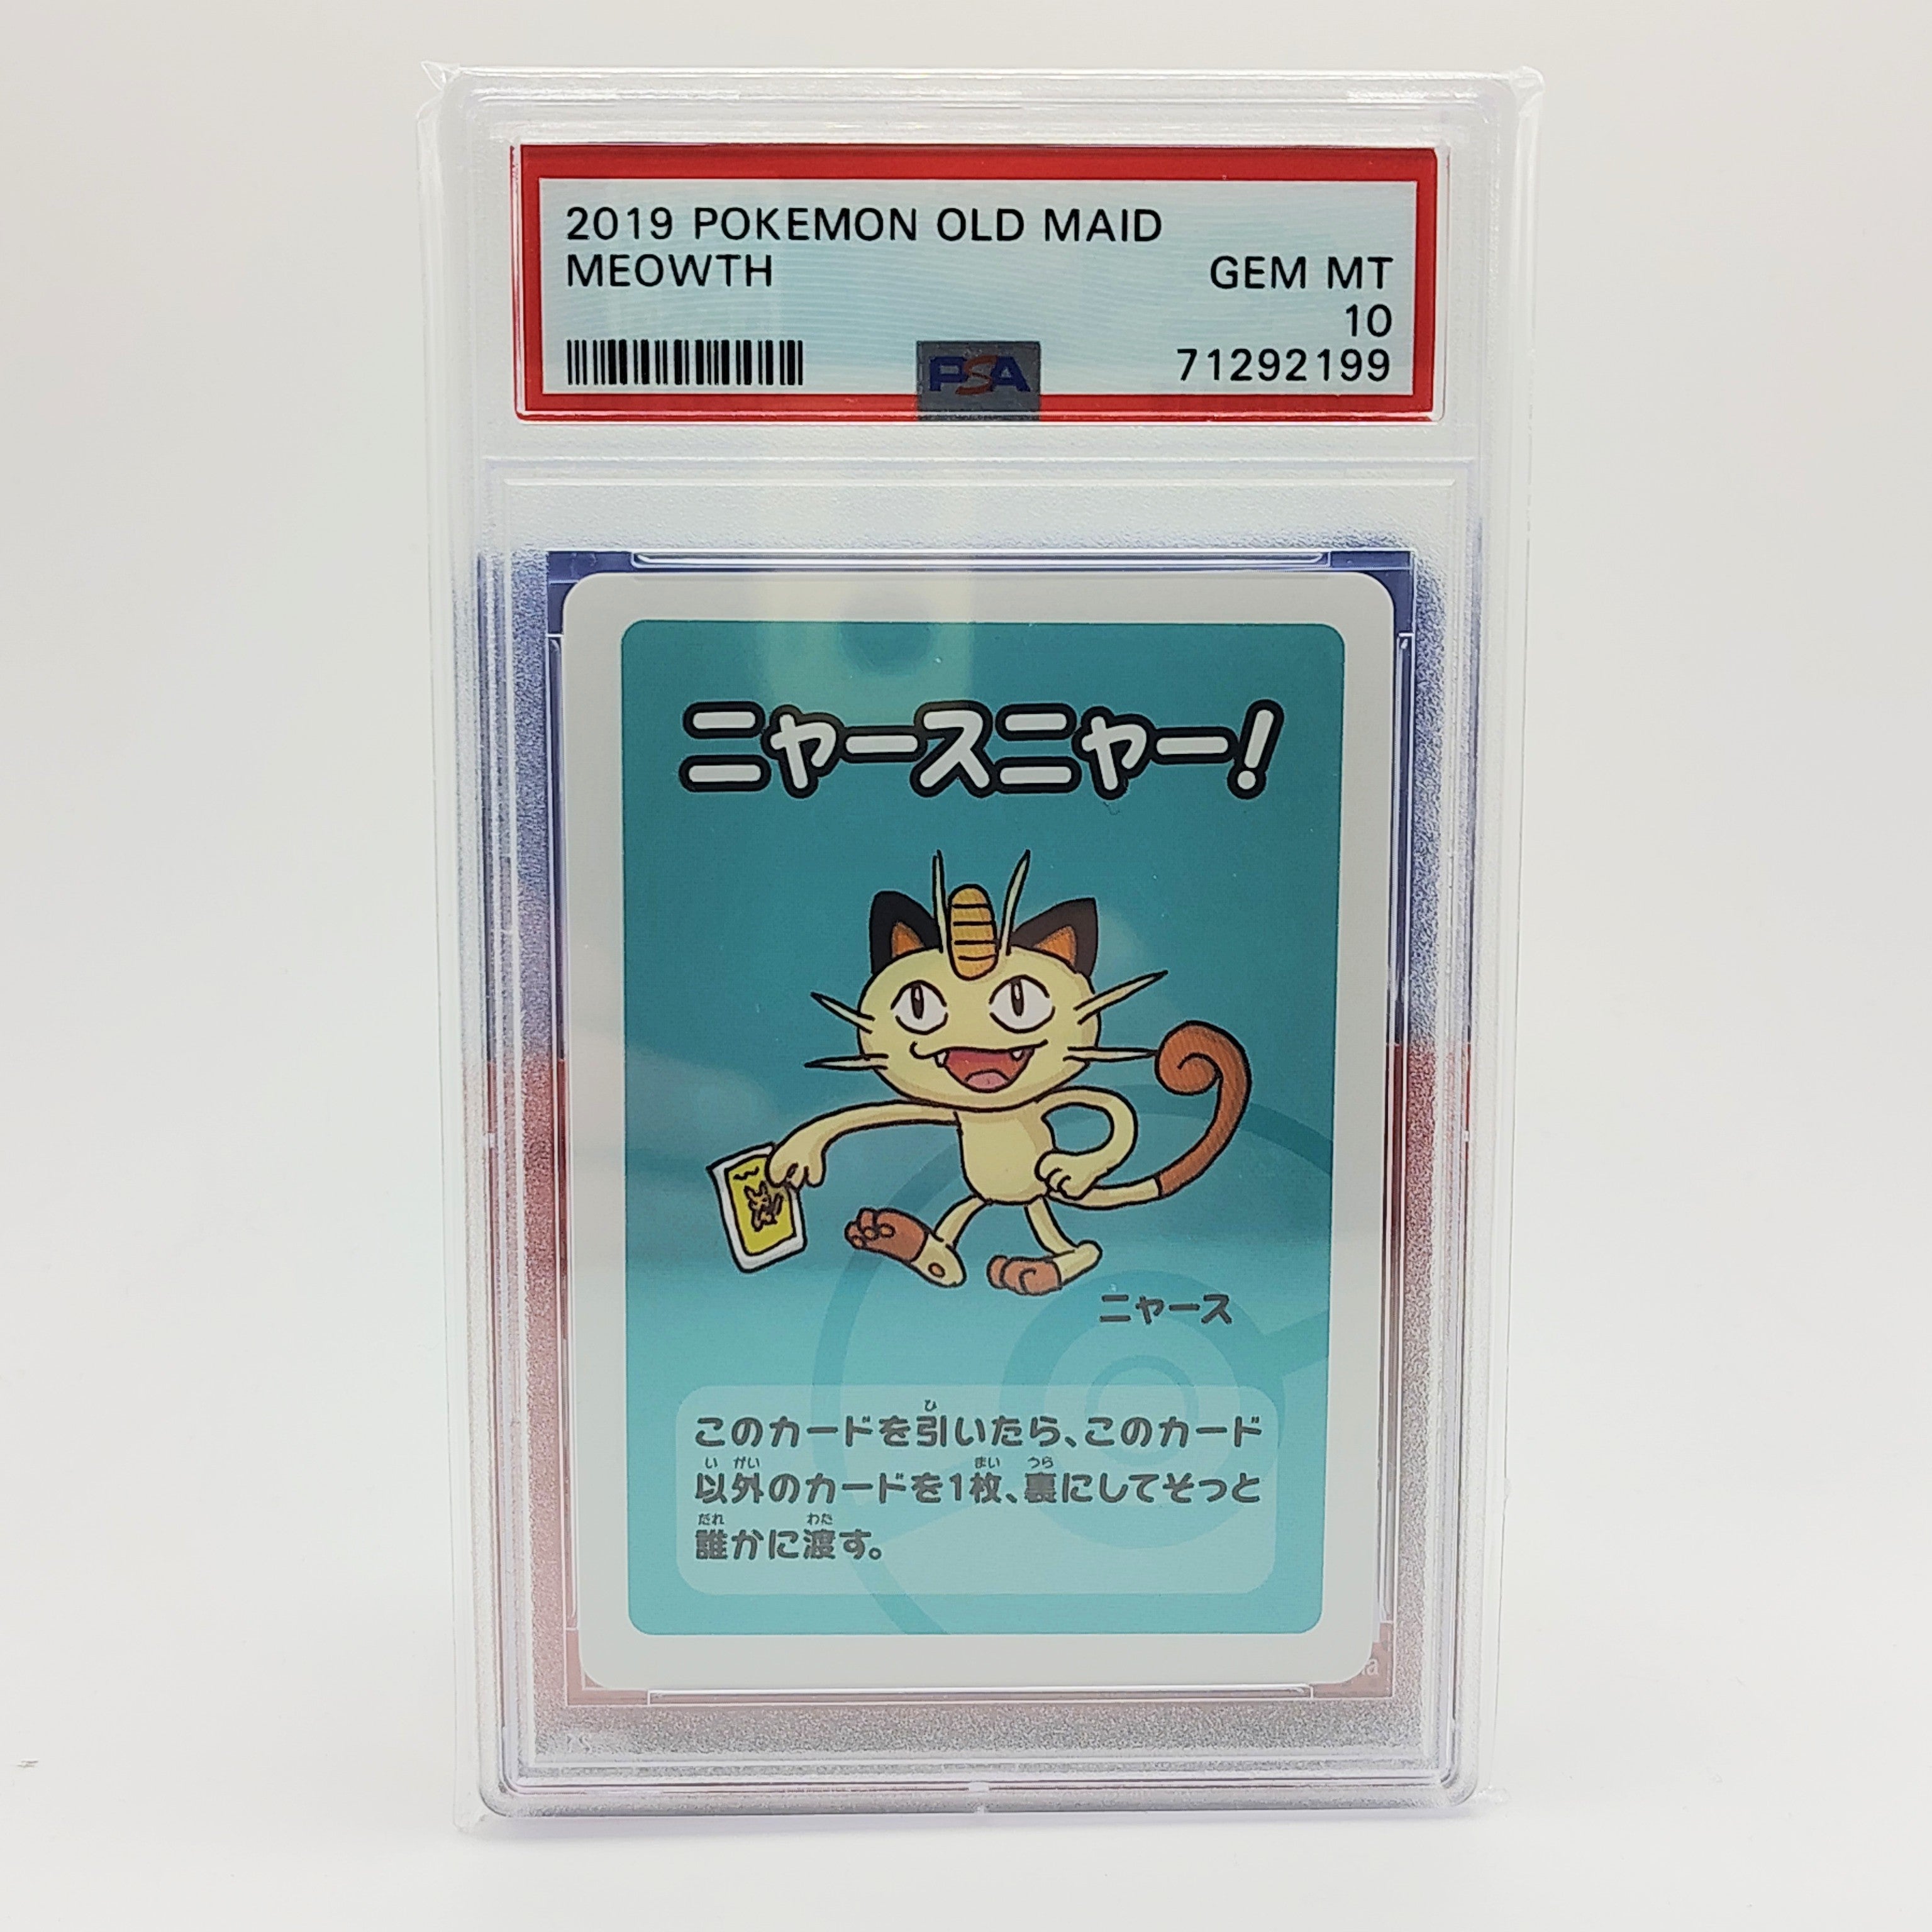 2019 POKEMON OLD MAID
MEOWTH
GEM MT
10
71292199
PSA
ニャースニャー!
ニャース
このカードを引いたら、このカード
以外のカードを1枚、裏にしてそっと
誰かに渡す。